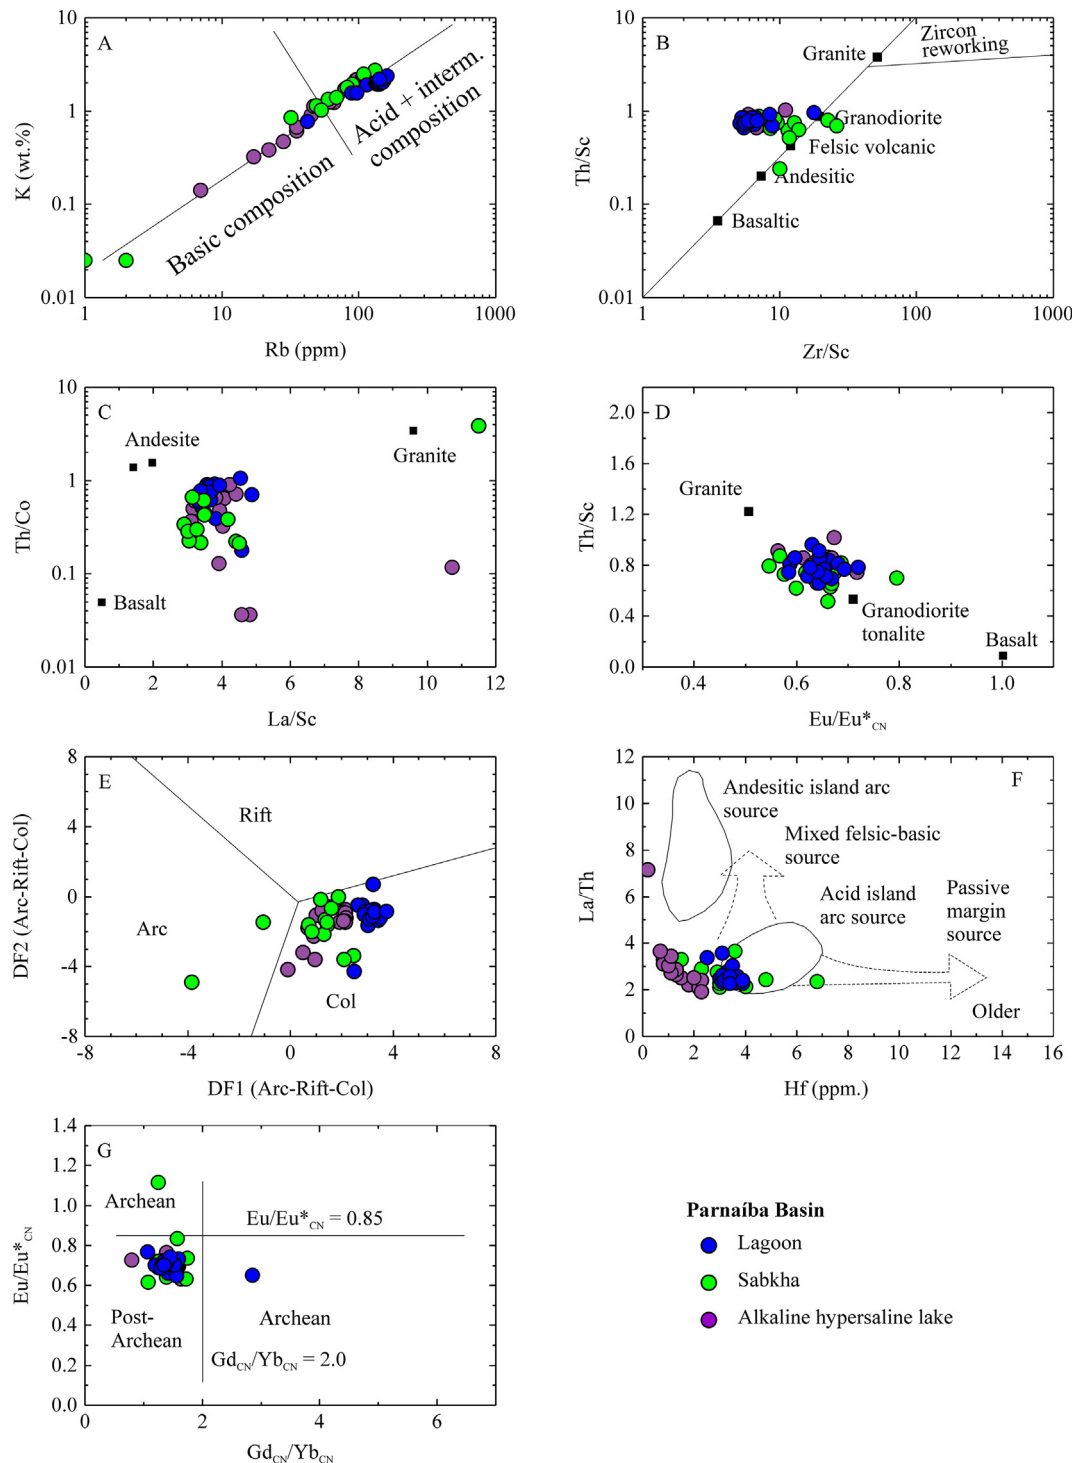 A
10
1
0.1
0.01
K (wt.%)
Acid + interm.
composition
Basic composition
1
10
100
1000
Rb (ppm)
B
10
1
0.1
0.01
Th/Sc
Zircon
reworking
Granite
Granodiorite
Felsic volcanic
Andesitic
Basaltic
1
10
100
1000
Zr/Sc
C
10
1
0.1
0.01
Th/Co
Andesite
Granite
Basalt
0
2
4
6
8
10
12
La/Sc
D
2.0
1.6
1.2
0.8
0.4
0.0
Th/Sc
Granite
Granodiorite
tonalite
Basalt
0.4
0.6
0.8
1.0
Eu/Eu*CN
E
8
4
0
-4
-8
DF2 (Arc-Rift-Col)
Rift
Arc
Col
-8
-4
0
4
8
DF1 (Arc-Rift-Col)
F
12
10
8
6
4
2
0
La/Th
Andesitic island arc
source
Mixed felsic-basic
source
Acid island
arc source
Passive
margin
source
Older
0
2
4
6
8
10
12
14
16
Hf (ppm.)
G
1.4
1.2
1.0
0.8
0.6
0.4
0.2
0.0
Eu/Eu*CN
Archean
Eu/Eu*CN = 0.85
Post-
Archean
Archean
GdCN/YbCN = 2.0
0
2
4
6
GdCN/YbCN
Parnaíba Basin
Lagoon
Sabkha
Alkaline hypersaline lake